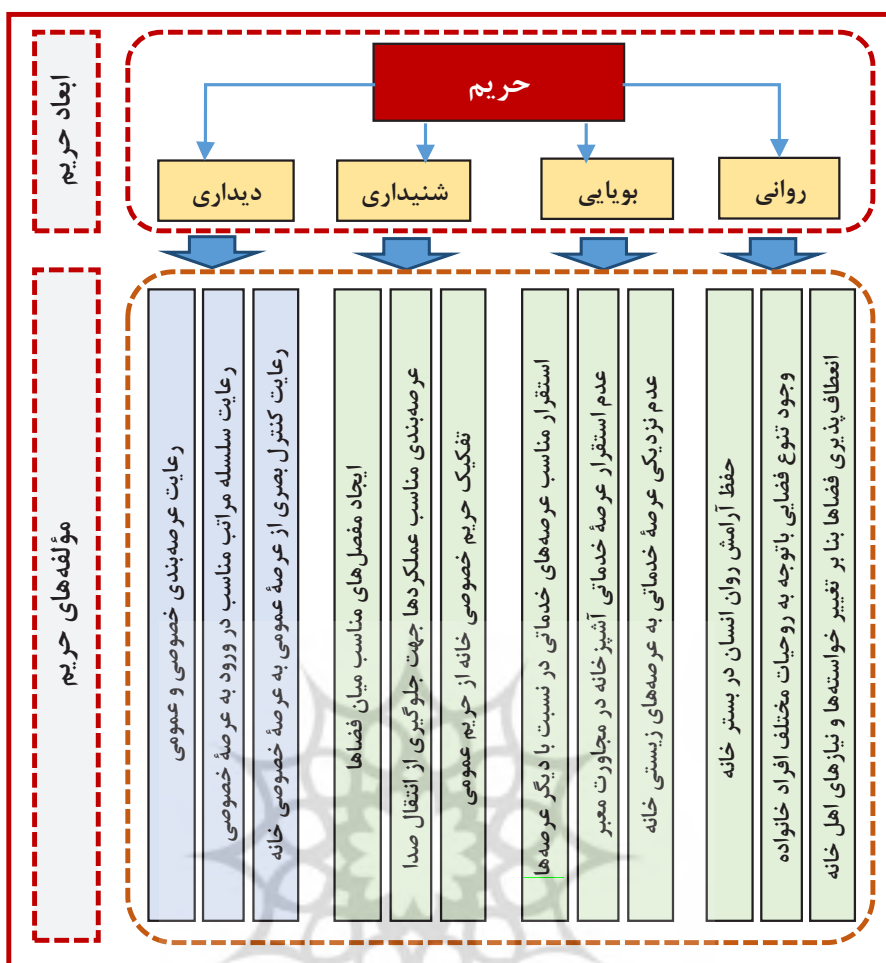 ابعاد حریم
حریم
روانی
بویایی
شنیداری
دیداری
مؤلفه‌های حریم
انعطاف‌پذیری فضاها بنا بر تغییر خواسته‌ها و نیازهای اهل خانه
وجود تنوع فضایی باتوجه به روحیات مختلف افراد خانواده
حفظ آرامش روان انسان در بستر خانه
عدم نزدیکی عرصهٔ خدماتی به عرصه‌های زیستی خانه
عدم استقرار عرصهٔ خدماتی آشپزخانه در مجاورت معبر
استقرار مناسب عرصه‌های خدماتی در نسبت با دیگر عرصه‌ها
تفکیک حریم خصوصی خانه از حریم عمومی
عرصه‌بندی مناسب عملکردها جهت جلوگیری از انتقال صدا
ایجاد مفصل‌های مناسب میان فضاها
رعایت کنترل بصری از عرصهٔ عمومی به عرصهٔ خصوصی خانه
رعایت سلسله مراتب مناسب در ورود به عرصهٔ خصوصی
رعایت عرصه‌بندی خصوصی و عمومی